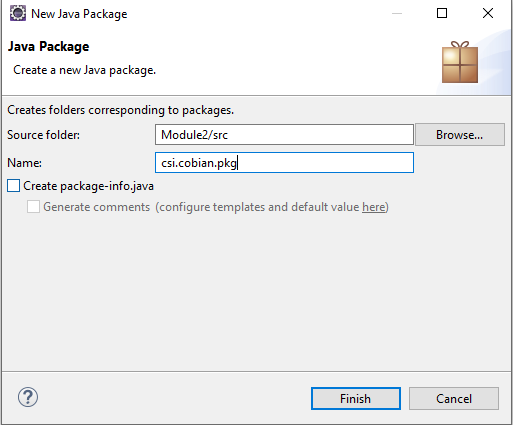 New Java Package
Java Package
Create a new Java package.
Creates folders corresponding to packages.
Source folder: Module2/src Browse...
Name: csi.cobian.pkg
Create package-info.java
Generate comments (configure templates and default value here)
? Finish Cancel